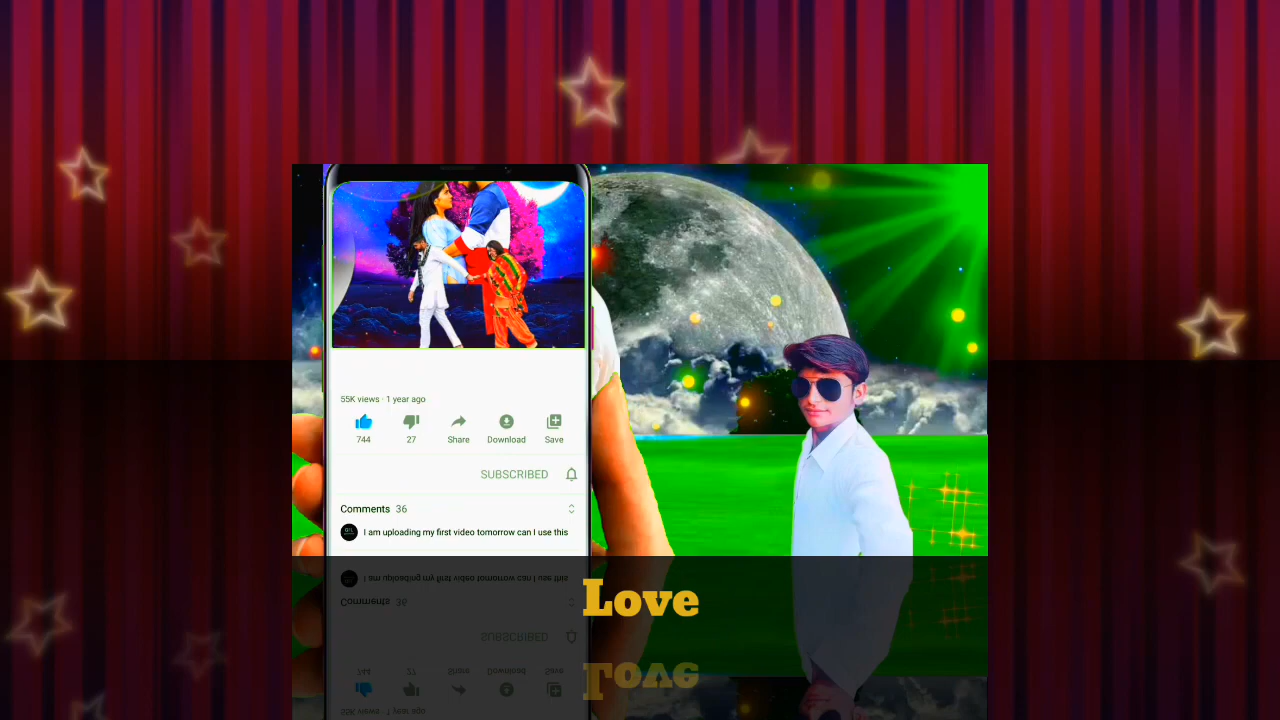 55K views · 1 year ago
744 27 Share Download Save
SUBSCRIBED
Comments 36
I am uploading my first video tomorrow can I use this
Love